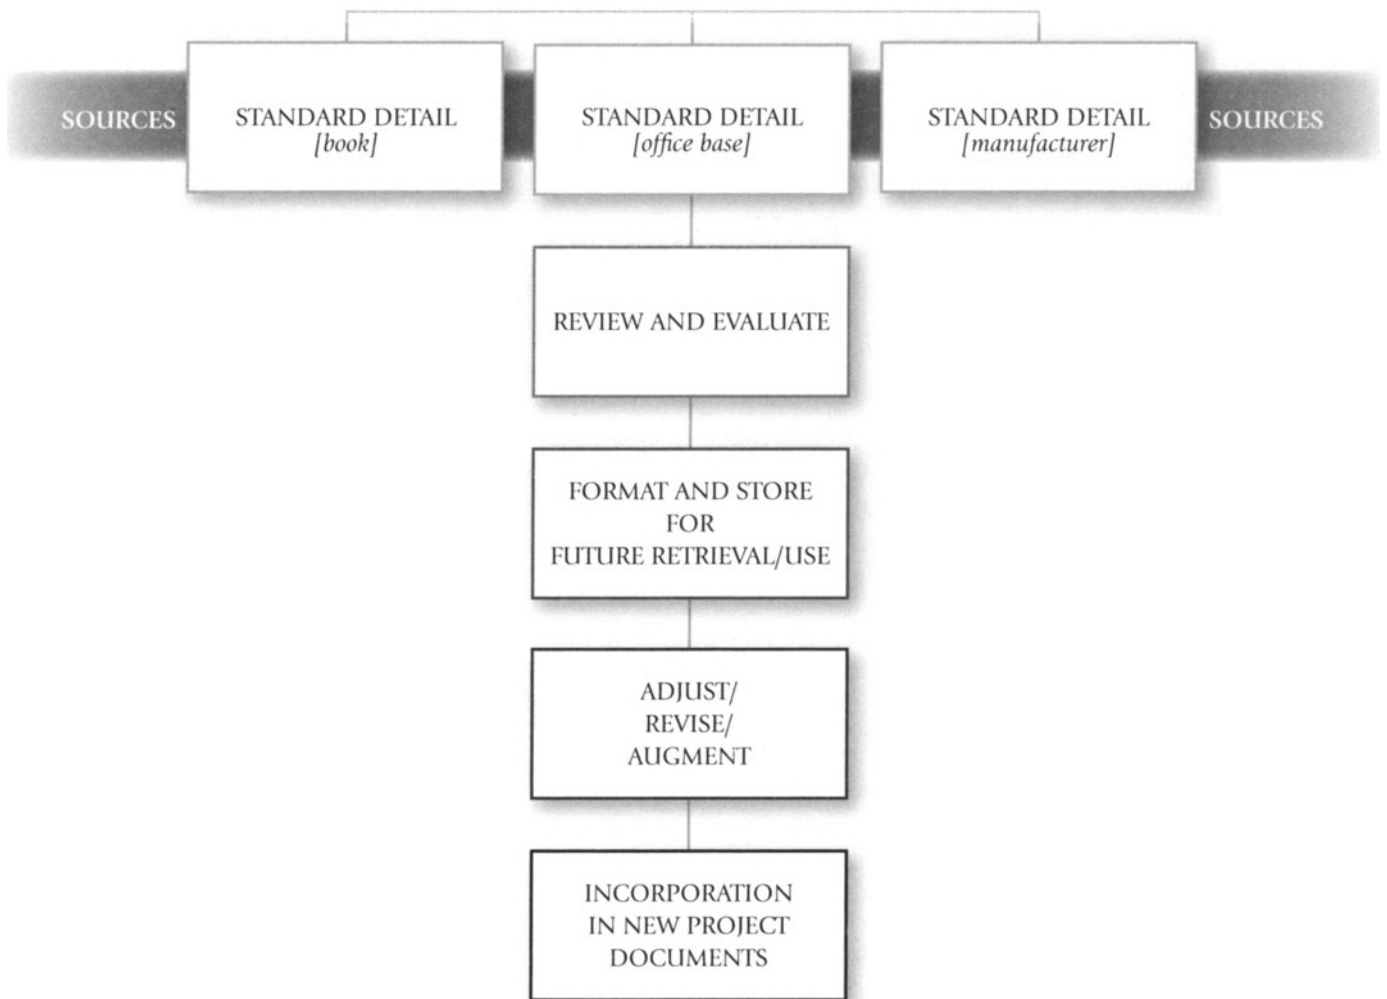 SOURCES
STANDARD DETAIL
[book]
STANDARD DETAIL
[office base]
STANDARD DETAIL
[manufacturer]
SOURCES
REVIEW AND EVALUATE
FORMAT AND STORE
FOR
FUTURE RETRIEVAL/USE
ADJUST/
REVISE/
AUGMENT
INCORPORATION
IN NEW PROJECT
DOCUMENTS